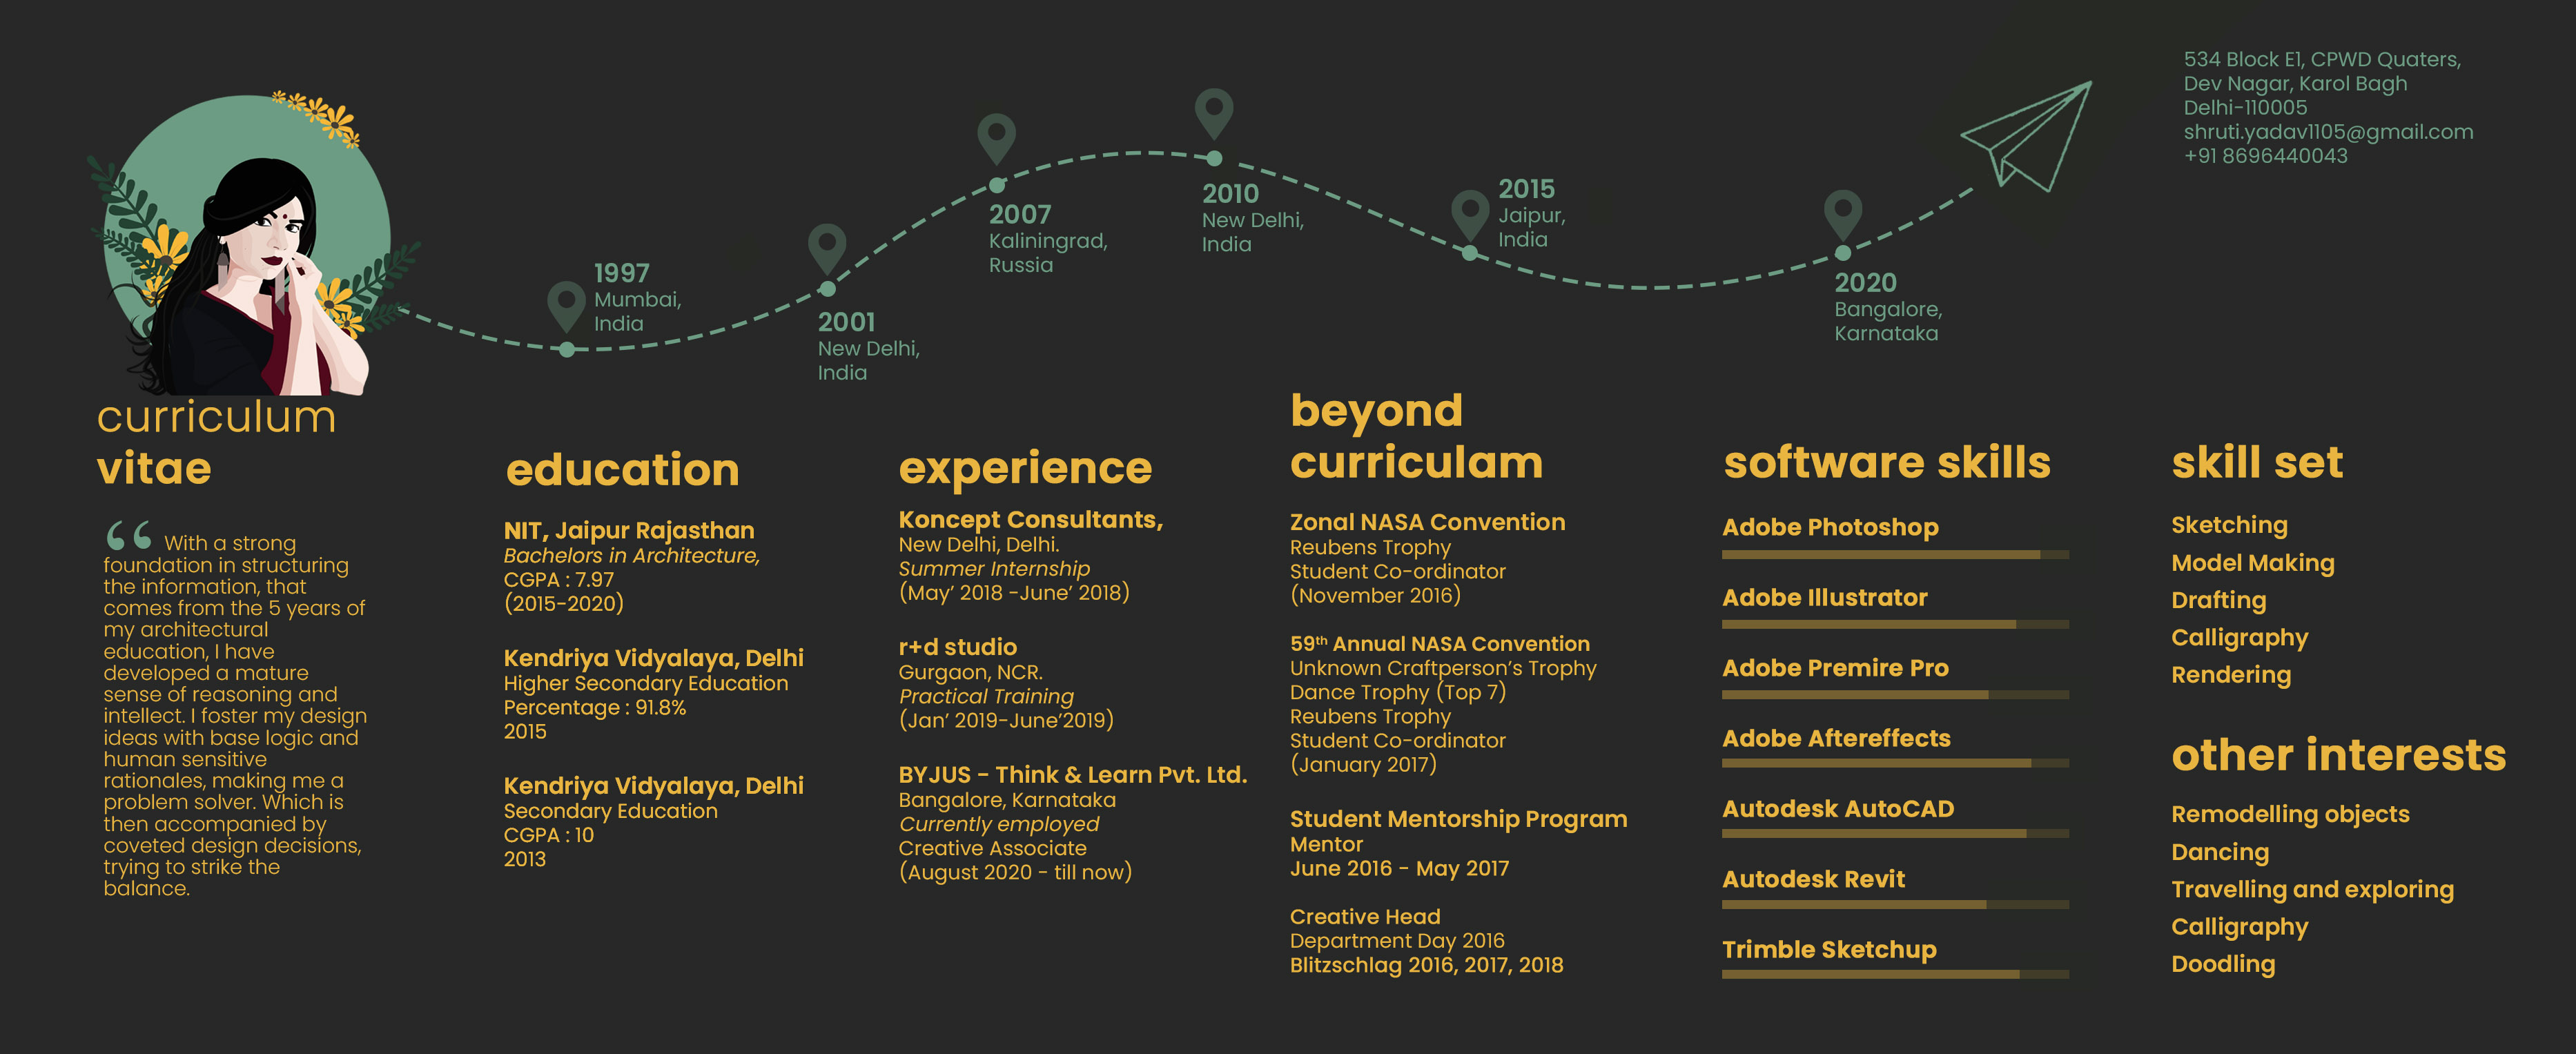 534 Block E1, CPWD Quaters,
Dev Nagar, Karol Bagh
Delhi-110005
shruti.yadav1105@gmail.com
+91 8696440043
1997
Mumbai,
India
2001
New Delhi,
India
2007
Kaliningrad,
Russia
2010
New Delhi,
India
2015
Jaipur,
India
2020
Bangalore,
Karnataka
curriculum
vitae
“ With a strong
foundation in structuring
the information, that
comes from the 5 years of
my architectural
education, I have
developed a mature
sense of reasoning and
intellect. I foster my design
ideas with base logic and
human sensitive
rationales, making me a
problem solver. Which is
then accompanied by
coveted design decisions,
trying to strike the
balance.
education
NIT, Jaipur Rajasthan
Bachelors in Architecture,
CGPA : 7.97
(2015-2020)
Kendriya Vidyalaya, Delhi
Higher Secondary Education
Percentage : 91.8%
2015
Kendriya Vidyalaya, Delhi
Secondary Education
CGPA : 10
2013
experience
Koncept Consultants,
New Delhi, Delhi.
Summer Internship
(May’ 2018 -June’ 2018)
r+d studio
Gurgaon, NCR.
Practical Training
(Jan’ 2019-June’2019)
BYJUS - Think & Learn Pvt. Ltd.
Bangalore, Karnataka
Currently employed
Creative Associate
(August 2020 - till now)
beyond
curriculam
Zonal NASA Convention
Reubens Trophy
Student Co-ordinator
(November 2016)
59th Annual NASA Convention
Unknown Craftperson’s Trophy
Dance Trophy (Top 7)
Reubens Trophy
Student Co-ordinator
(January 2017)
Student Mentorship Program
Mentor
June 2016 - May 2017
Creative Head
Department Day 2016
Blitzschlag 2016, 2017, 2018
software skills
Adobe Photoshop
Adobe Illustrator
Adobe Premire Pro
Adobe Aftereffects
Autodesk AutoCAD
Autodesk Revit
Trimble Sketchup
skill set
Sketching
Model Making
Drafting
Calligraphy
Rendering
other interests
Remodelling objects
Dancing
Travelling and exploring
Calligraphy
Doodling